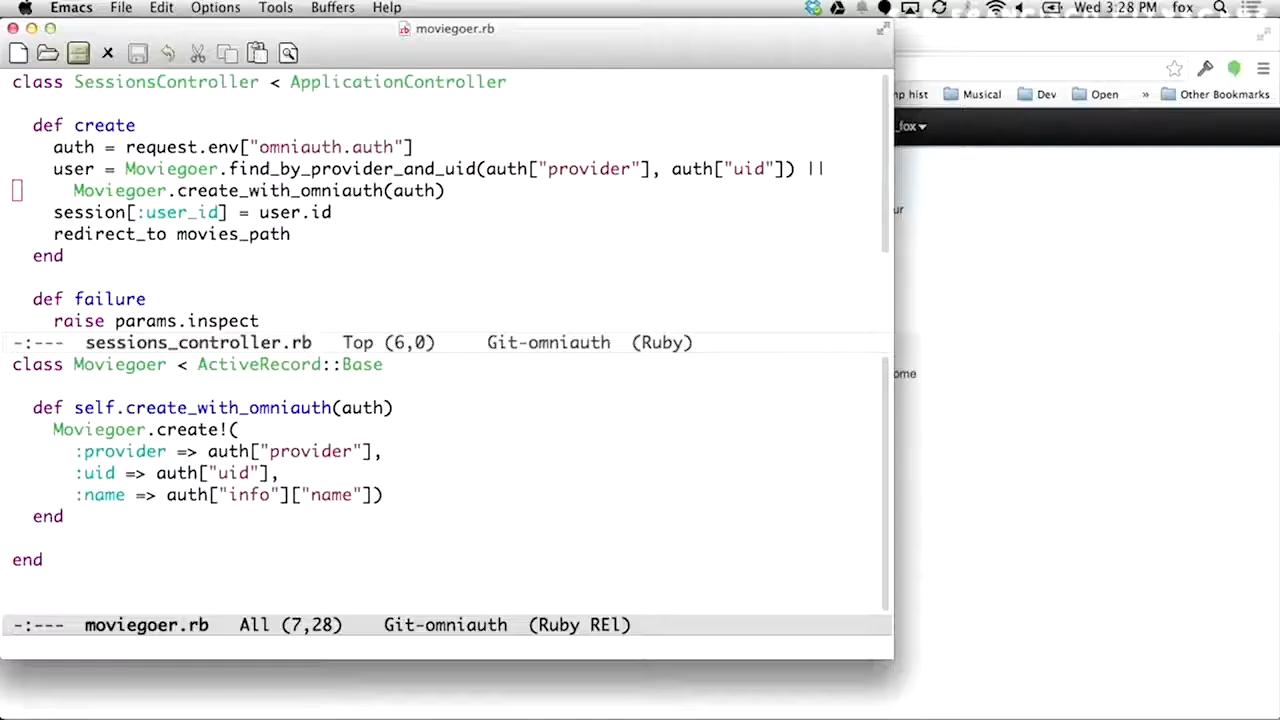 Emacs File Edit Options Tools Buffers Help Wed 3:28 PM fox
moviegoer.rb
class SessionsController < ApplicationController
def create
auth = request.env["omniauth.auth"]
user = Moviegoer.find_by_provider_and_uid(auth["provider"], auth["uid"]) ||
Moviegoer.create_with_omniauth(auth)
session[:user_id] = user.id
redirect_to movies_path
end
def failure
raise params.inspect
-:--- sessions_controller.rb Top (6,0) Git-omniauth (Ruby)
class Moviegoer < ActiveRecord::Base
def self.create_with_omniauth(auth)
Moviegoer.create!(
:provider => auth["provider"],
:uid => auth["uid"],
:name => auth["info"]["name"])
end
end
-:--- moviegoer.rb All (7,28) Git-omniauth (Ruby REl)
hist Musical Dev Open » Other Bookmarks
_fox
ur
ome